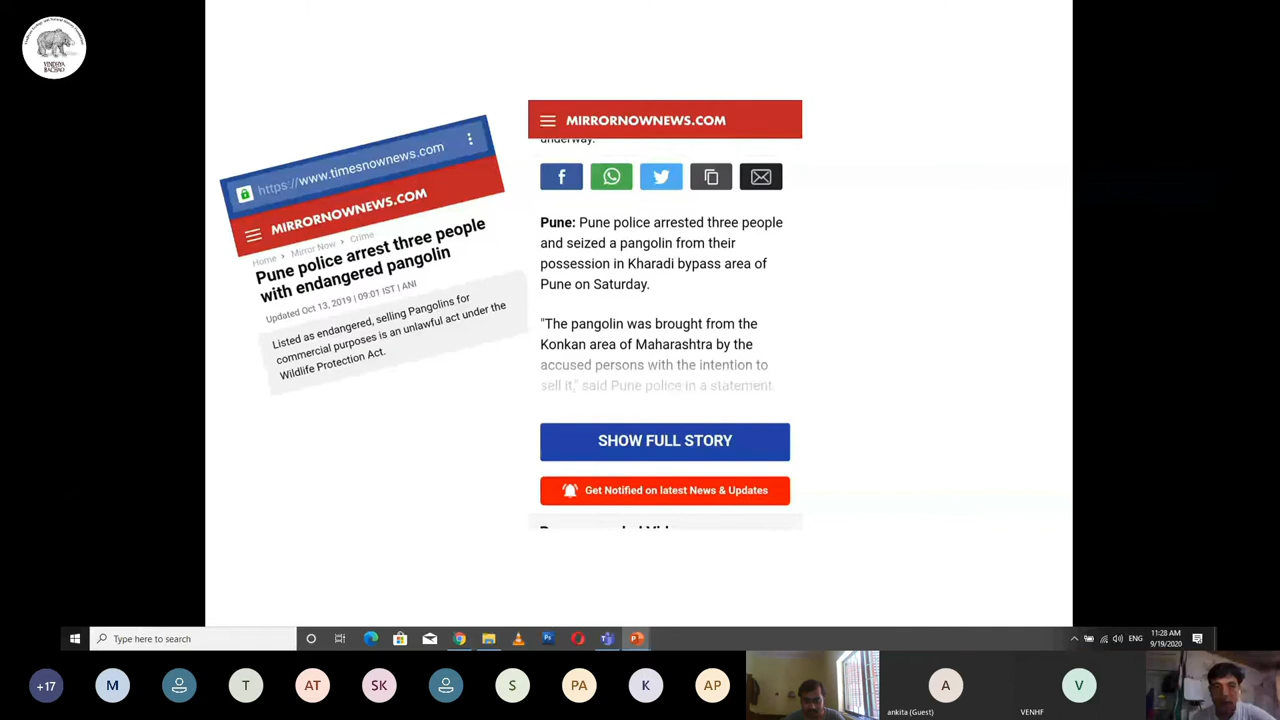 VINDHYA
BACHAO
https://www.timesnownews.com
MIRRORNOWNEWS.COM
Home > Mirror Now > Crime
Pune police arrest three people
with endangered pangolin
Updated Oct 13, 2019 | 09:01 IST | ANI
Listed as endangered, selling Pangolins for
commercial purposes is an unlawful act under the
Wildlife Protection Act.
MIRRORNOWNEWS.COM
underway.
Pune: Pune police arrested three people
and seized a pangolin from their
possession in Kharadi bypass area of
Pune on Saturday.
"The pangolin was brought from the
Konkan area of Maharashtra by the
accused persons with the intention to
sell it," said Pune police in a statement
SHOW FULL STORY
Get Notified on latest News & Updates
Type here to search
ENG
11:28 AM
9/19/2020
+17
M
T
AT
SK
S
PA
K
AP
A
ankita (Guest)
V
VENHF